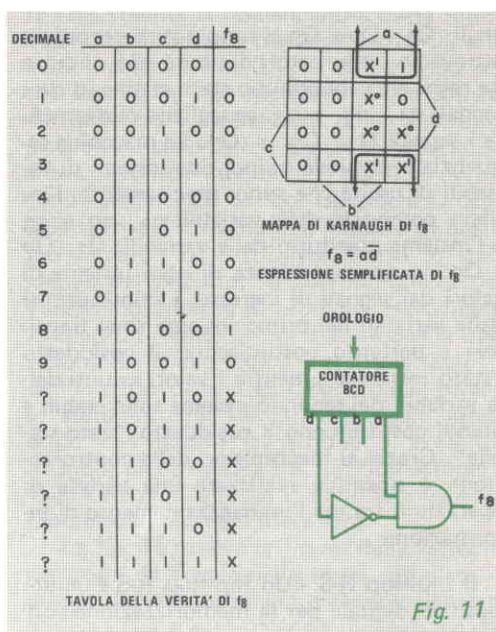 DECIMALE a b c d f8
0 0 0 0 0 0
1 0 0 0 1 0
2 0 0 1 0 0
3 0 0 1 1 0
4 0 1 0 0 0
5 0 1 0 1 0
6 0 1 1 0 0
7 0 1 1 1 0
8 1 0 0 0 1
9 1 0 0 1 0
? 1 0 1 0 X
? 1 0 1 1 X
? 1 1 0 0 X
? 1 1 0 1 X
? 1 1 1 0 X
? 1 1 1 1 X
TAVOLA DELLA VERITA' DI f8
a
0 0 X¹ 1
0 0 X⁰ 0
d
0 0 X⁰ X⁰
c
0 0 X¹ X¹
b
MAPPA DI KARNAUGH DI f8
f8 = ad̅
ESPRESSIONE SEMPLIFICATA DI f8
OROLOGIO
CONTATORE
BCD
d c b a
f8
Fig. 11